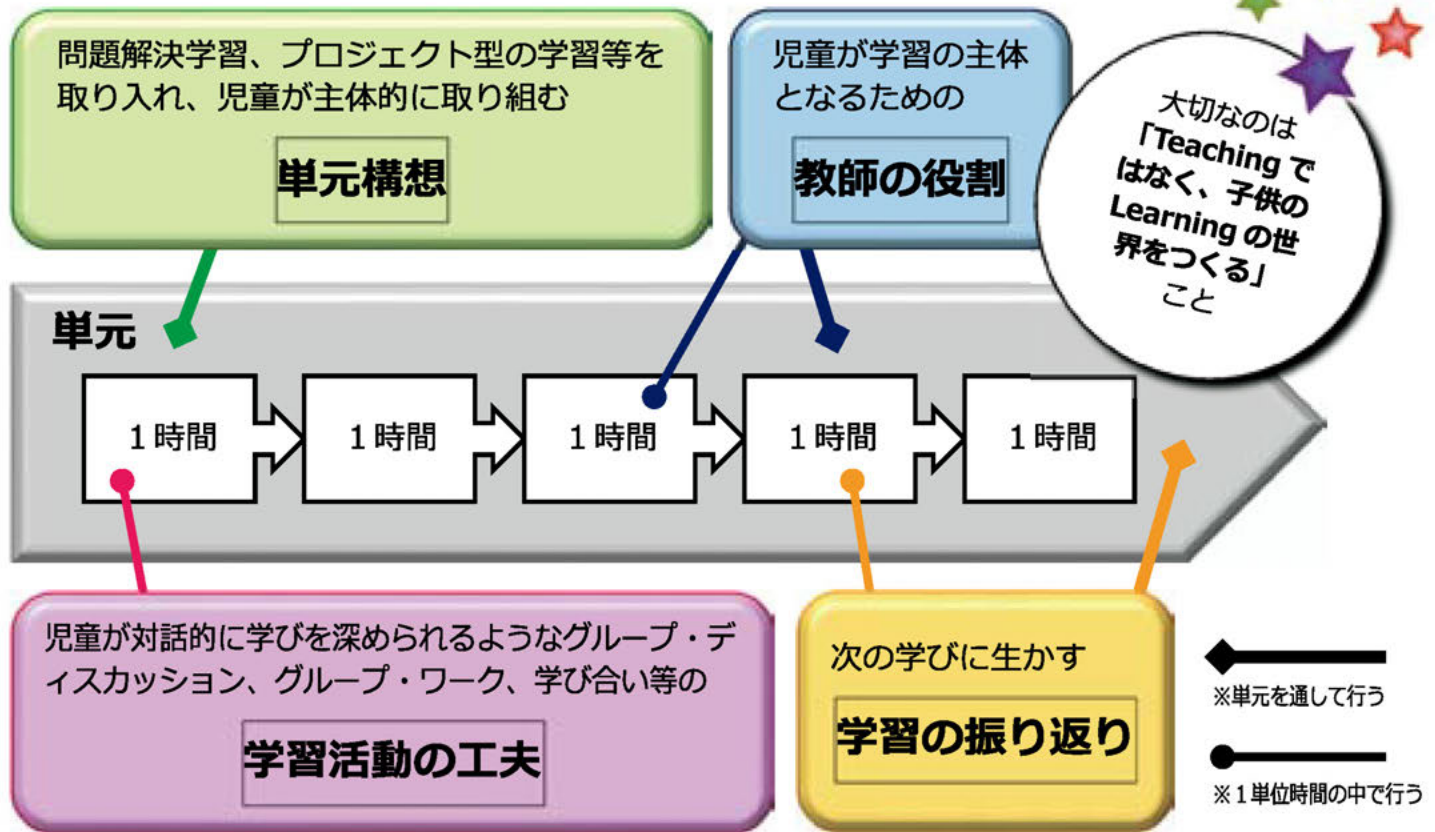 問題解決学習、プロジェクト型の学習等を
取り入れ、児童が主体的に取り組む
単元構想
児童が学習の主体
となるための
教師の役割
大切なのは
「Teaching で
はなく、子供の
Learning の世
界をつくる」
こと
単元
1時間
1時間
1時間
1時間
1時間
児童が対話的に学びを深められるようなグループ・デ
ィスカッション、グループ・ワーク、学び合い等の
学習活動の工夫
次の学びに生かす
学習の振り返り
※単元を通して行う
※1単位時間の中で行う